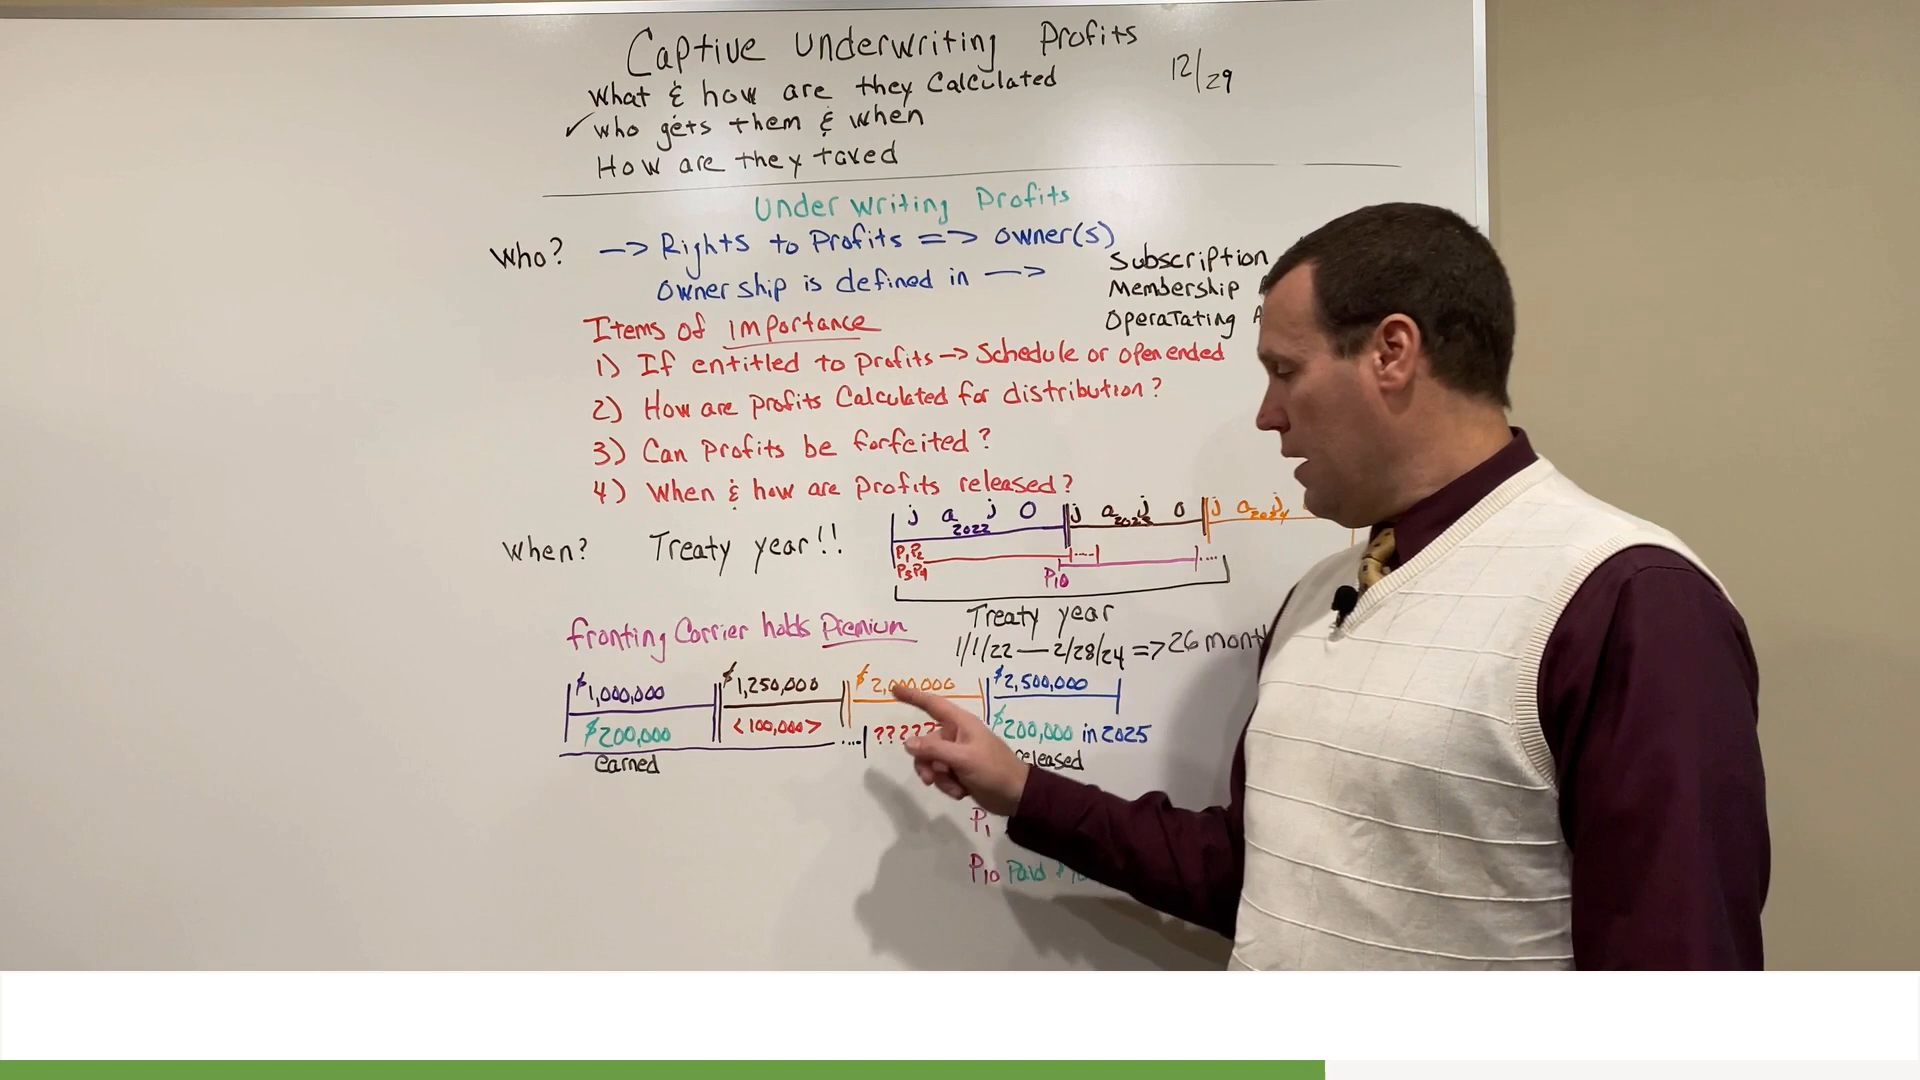 Captive Underwriting Profits
12/29
What & how are they Calculated
✓ who gets them & when
How are they taxed
Underwriting Profits
Who? -> Rights to Profits => owner(s)
Ownership is defined in ->
Subscription
Membership
OperaTating A
Items of importance
1) If entitled to profits -> Schedule or open ended
2) How are profits Calculated for distribution?
3) Can Profits be forfeited?
4) When & how are profits released?
j a j O j a j o j a j
2022 2023 2024
When? Treaty year!!
P1 P2
P3 P4
P10
Treaty year
1/1/22 — 2/28/24 => 26 month
fronting Carrier holds Premium
$1,000,000 $1,250,000 $2,000,000 $2,500,000
$200,000 <100,000> ????? $200,000 in 2025
earned released
P1
P10 Paid